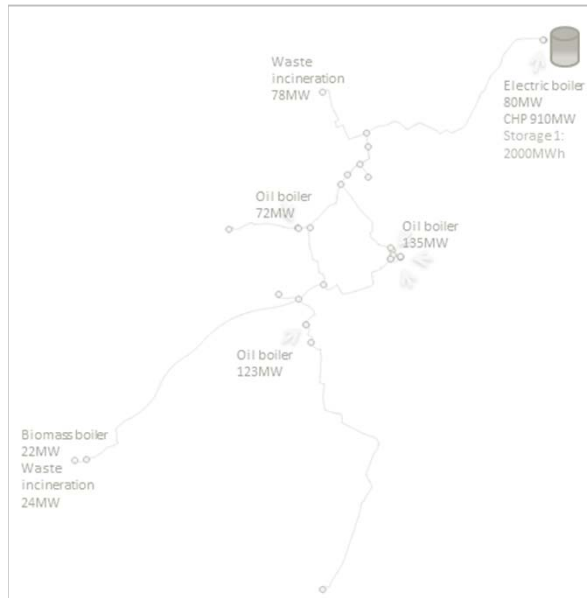 Waste
incineration
78MW
Electric boiler
80MW
CHP 910MW
Storage 1:
2000MWh
Oil boiler
72MW
Oil boiler
135MW
Oil boiler
123MW
Biomass boiler
22MW
Waste
incineration
24MW